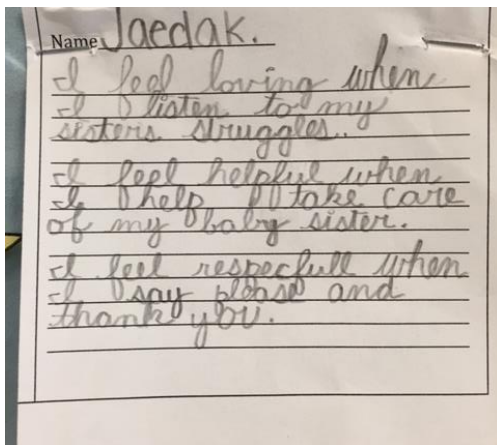 Name Jaedak.
I feel loving when
I listen to my
sisters struggles.
I feel helpful when
I help take care
of my baby sister.
I feel respecfull when
I say please and
thank you.